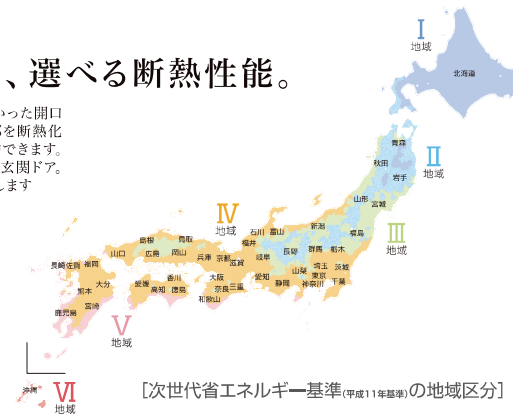 、選べる断熱性能。
いった開口
を断熱化
できます。
玄関ドア。
します
I
地域
北海道
青森
秋田
岩手
II
地域
山形
宮城
III
地域
福島
新潟
IV
地域
石川
富山
福井
長野
群馬
栃木
岐阜
島根
鳥取
山口
広島
岡山
兵庫
京都
滋賀
愛知
山梨
埼玉
茨城
東京
静岡
神奈川
千葉
長崎
佐賀
福岡
大分
熊本
宮崎
鹿児島
愛媛
香川
高知
徳島
大阪
奈良
三重
和歌山
V
地域
沖縄
VI
地域
[次世代省エネルギー基準(平成11年基準)の地域区分]